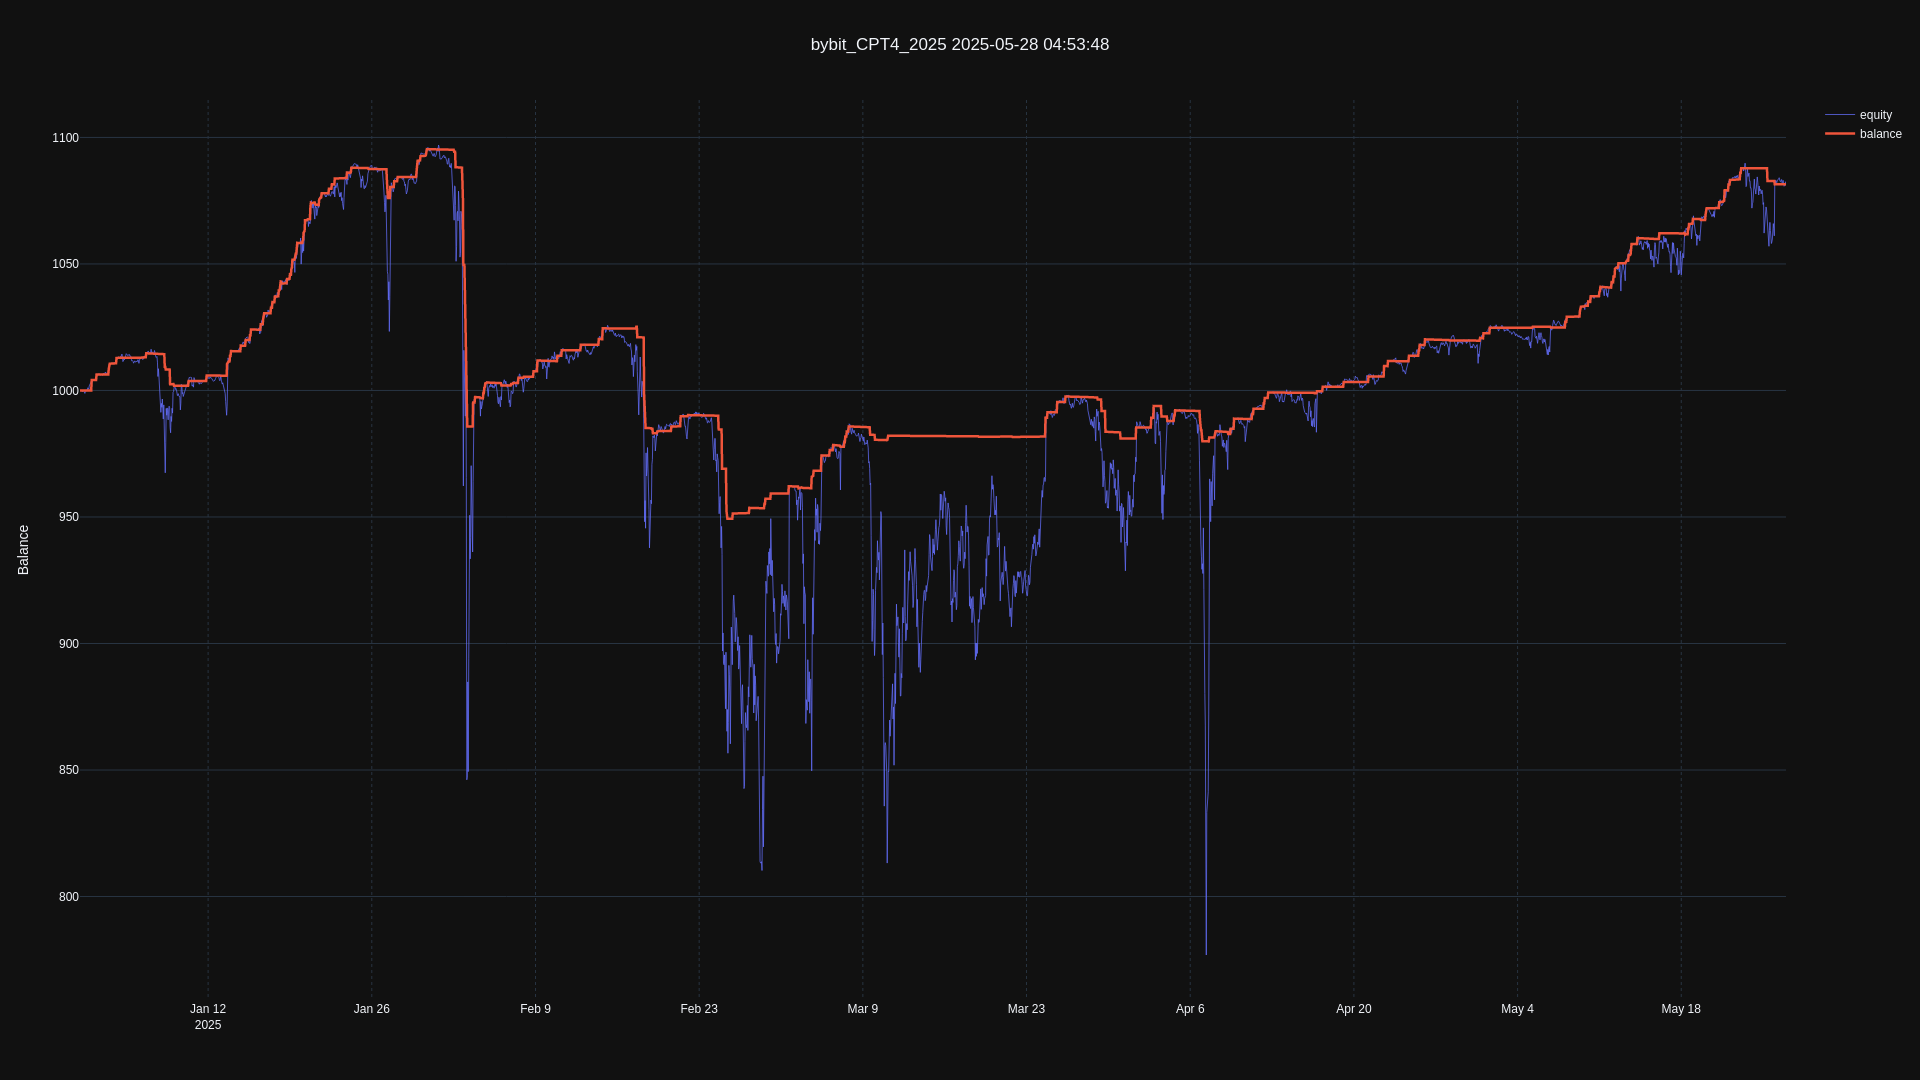 bybit_CPT4_2025 2025-05-28 04:53:48
equity
balance
Balance
1100
1050
1000
950
900
850
800
Jan 12
2025
Jan 26
Feb 9
Feb 23
Mar 9
Mar 23
Apr 6
Apr 20
May 4
May 18